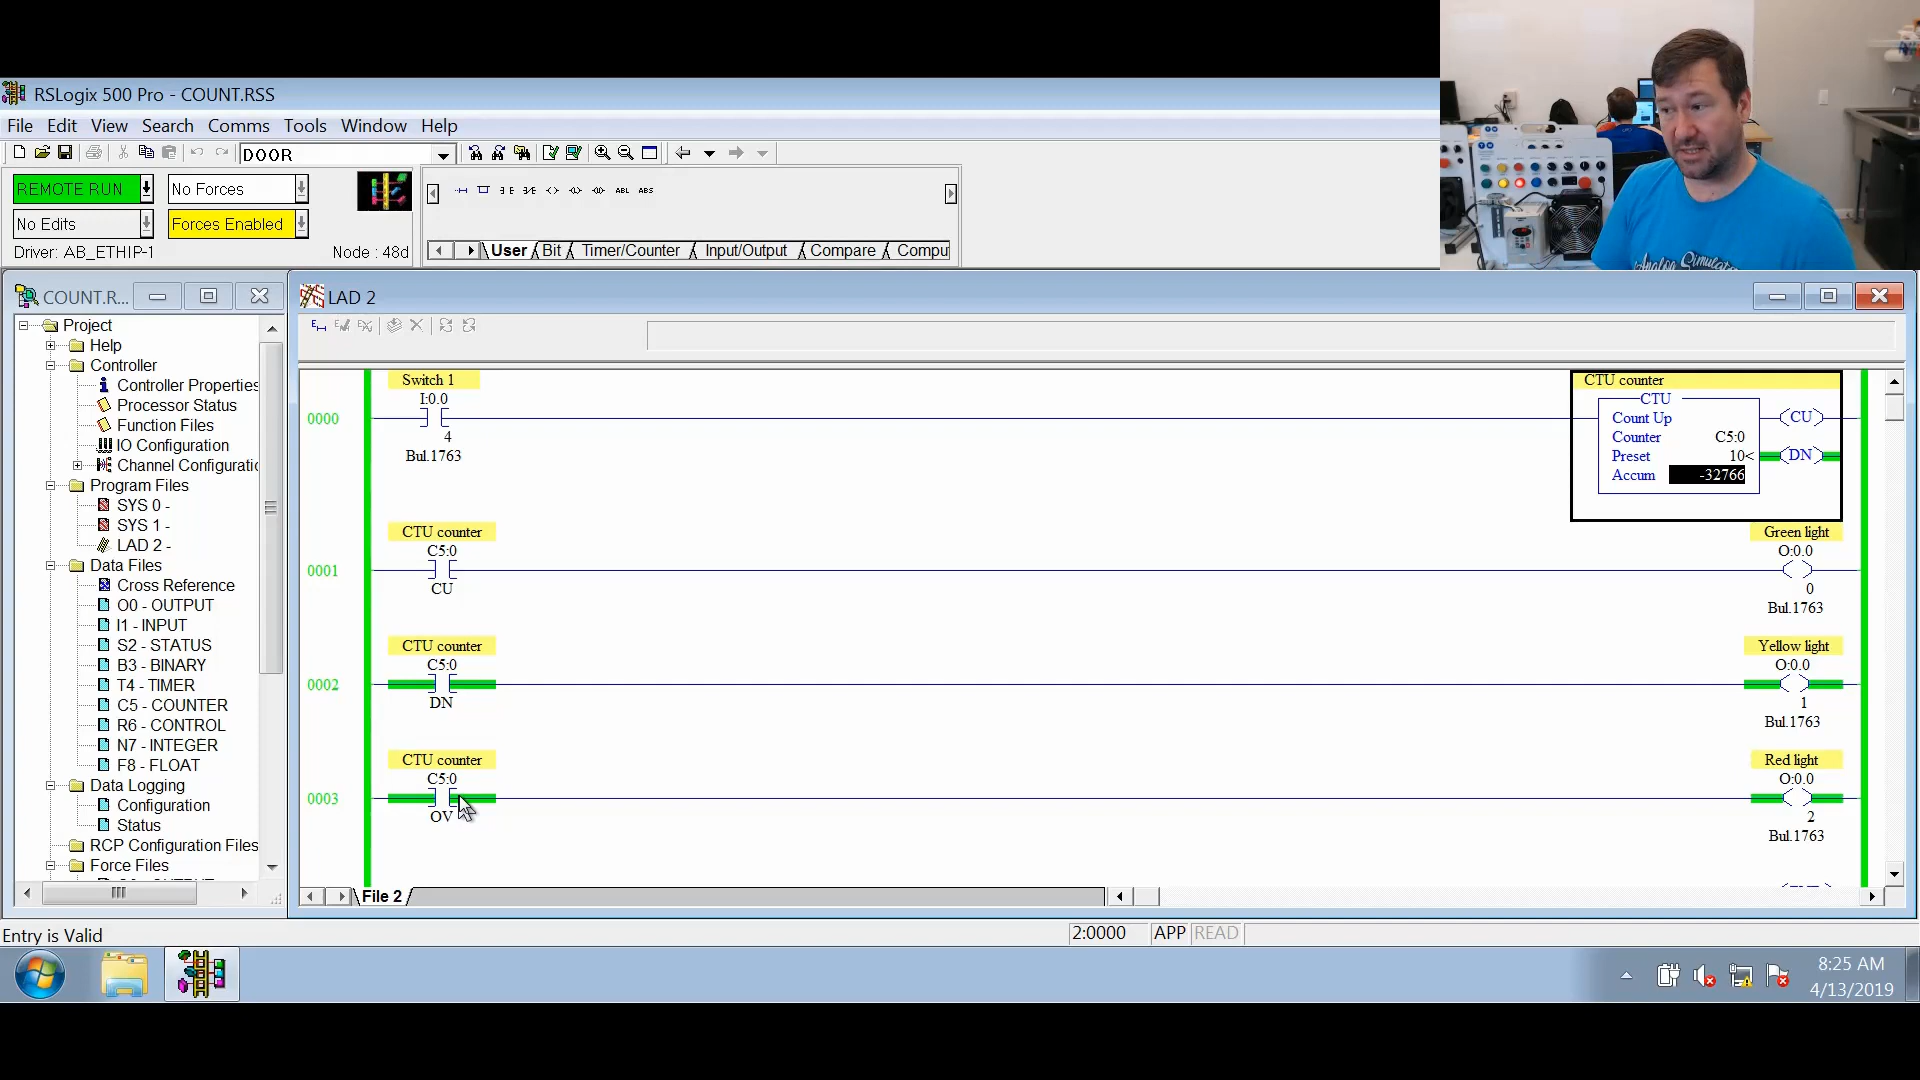 RSLogix 500 Pro - COUNT.RSS
File Edit View Search Comms Tools Window Help
DOOR
REMOTE RUN
No Forces
No Edits
Forces Enabled
Driver: AB_ETHIP-1
Node : 48d
ABL ABS
User Bit Timer/Counter Input/Output Compare Compu
COUNT.R...
Project
Help
Controller
Controller Properties
Processor Status
Function Files
IO Configuration
Channel Configuratio
Program Files
SYS 0 -
SYS 1 -
LAD 2 -
Data Files
Cross Reference
O0 - OUTPUT
I1 - INPUT
S2 - STATUS
B3 - BINARY
T4 - TIMER
C5 - COUNTER
R6 - CONTROL
N7 - INTEGER
F8 - FLOAT
Data Logging
Configuration
Status
RCP Configuration Files
Force Files
LAD 2
0000
Switch 1
I:0.0
4
Bul.1763
CTU counter
CTU
Count Up
Counter C5:0
Preset 10<
Accum -32766
CU
DN
0001
CTU counter
C5:0
CU
Green light
O:0.0
0
Bul.1763
0002
CTU counter
C5:0
DN
Yellow light
O:0.0
1
Bul.1763
0003
CTU counter
C5:0
OV
Red light
O:0.0
2
Bul.1763
File 2
Entry is Valid
2:0000 APP READ
8:25 AM
4/13/2019
Analog Simulator